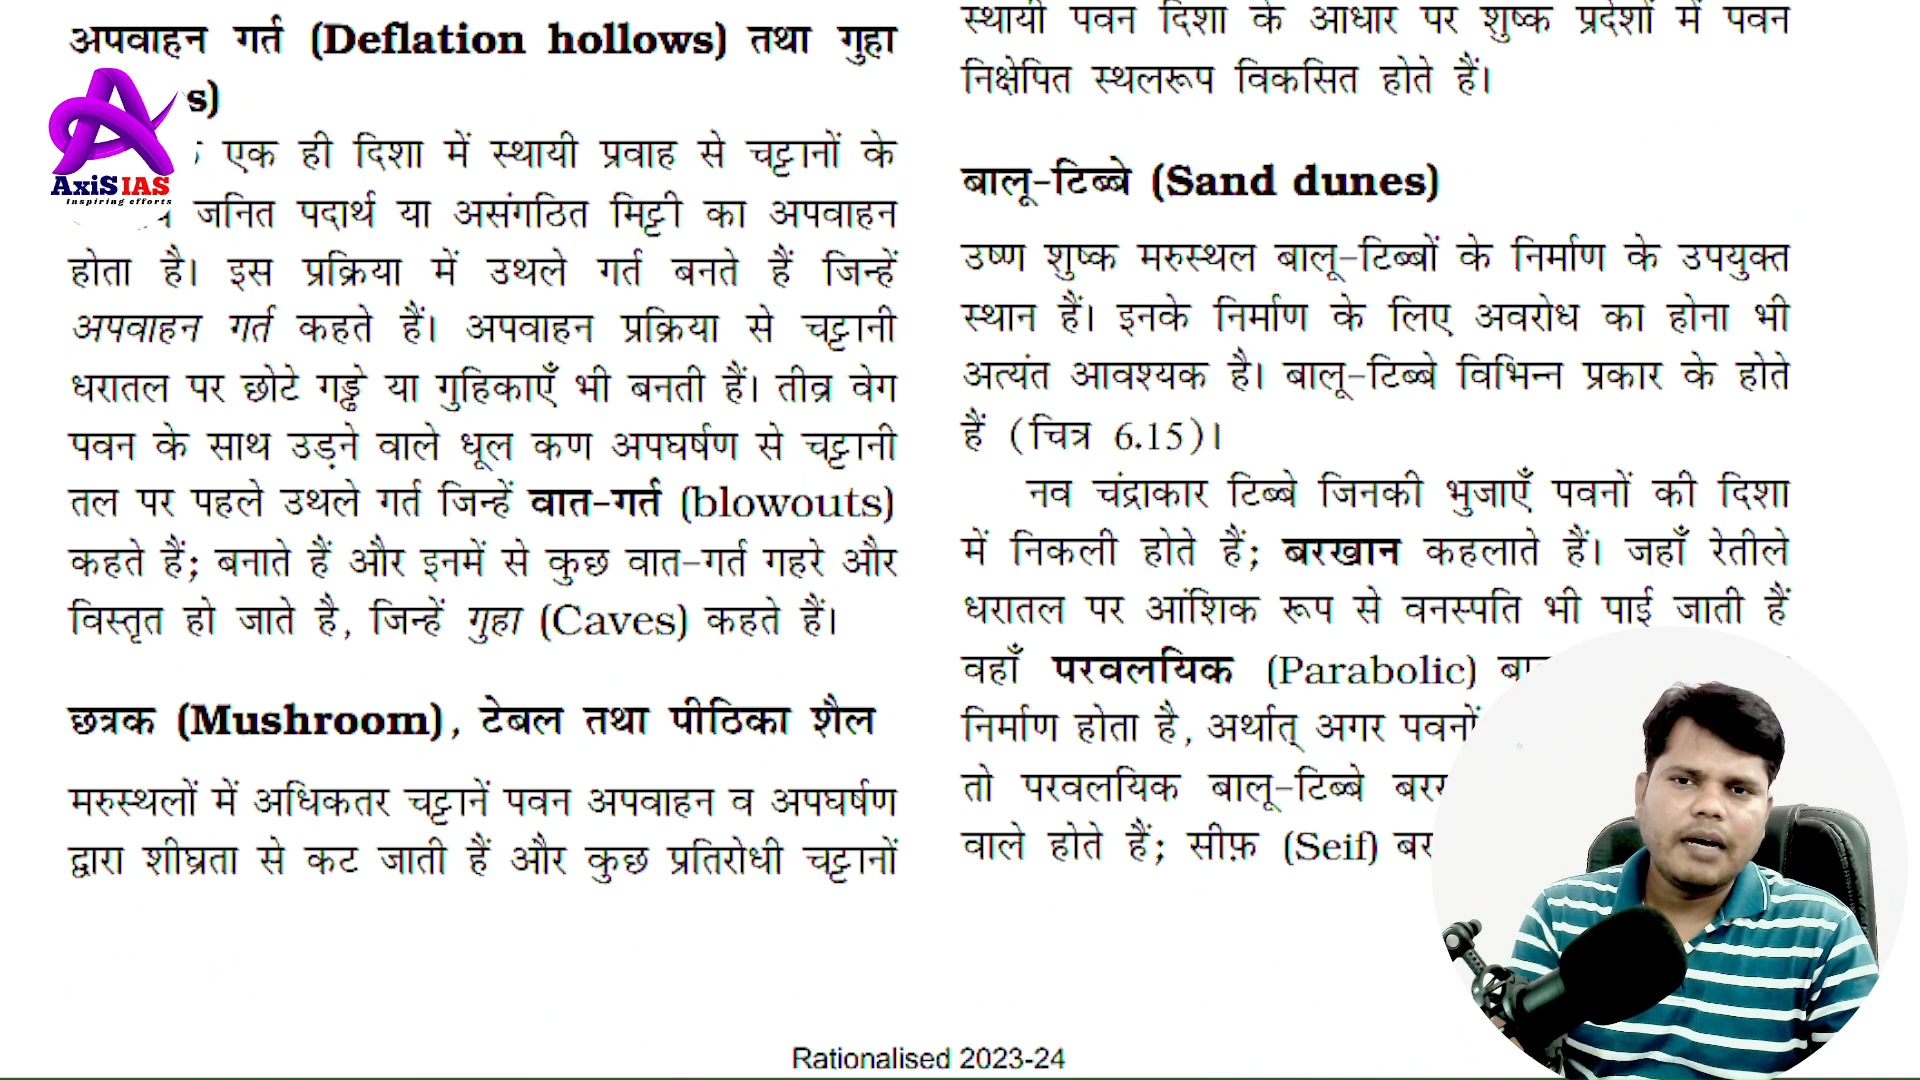 अपवाहन गर्त (Deflation hollows) तथा गुहा
s)
एक ही दिशा में स्थायी प्रवाह से चट्टानों के
जनित पदार्थ या असंगठित मिट्टी का अपवाहन
होता है। इस प्रक्रिया में उथले गर्त बनते हैं जिन्हें
अपवाहन गर्त कहते हैं। अपवाहन प्रक्रिया से चट्टानी
धरातल पर छोटे गड्ढे या गुहिकाएँ भी बनती हैं। तीव्र वेग
पवन के साथ उड़ने वाले धूल कण अपघर्षण से चट्टानी
तल पर पहले उथले गर्त जिन्हें वात-गर्त (blowouts)
कहते हैं; बनाते हैं और इनमें से कुछ वात-गर्त गहरे और
विस्तृत हो जाते है, जिन्हें गुहा (Caves) कहते हैं।
छत्रक (Mushroom), टेबल तथा पीठिका शैल
मरुस्थलों में अधिकतर चट्टानें पवन अपवाहन व अपघर्षण
द्वारा शीघ्रता से कट जाती हैं और कुछ प्रतिरोधी चट्टानों
स्थायी पवन दिशा के आधार पर शुष्क प्रदेशों में पवन
निक्षेपित स्थलरूप विकसित होते हैं।
बालू-टिब्बे (Sand dunes)
उष्ण शुष्क मरुस्थल बालू-टिब्बों के निर्माण के उपयुक्त
स्थान हैं। इनके निर्माण के लिए अवरोध का होना भी
अत्यंत आवश्यक है। बालू-टिब्बे विभिन्न प्रकार के होते
हैं (चित्र 6.15)।
नव चंद्राकार टिब्बे जिनकी भुजाएँ पवनों की दिशा
में निकली होते हैं; बरखान कहलाते हैं। जहाँ रेतीले
धरातल पर आंशिक रूप से वनस्पति भी पाई जाती हैं
वहाँ परवलयिक (Parabolic)
निर्माण होता है, अर्थात् अगर पवनों
तो परवलयिक बालू-टिब्बे
वाले होते हैं; सीफ़ (Seif)
AxiS IAS
Inspiring efforts
Rationalised 2023-24